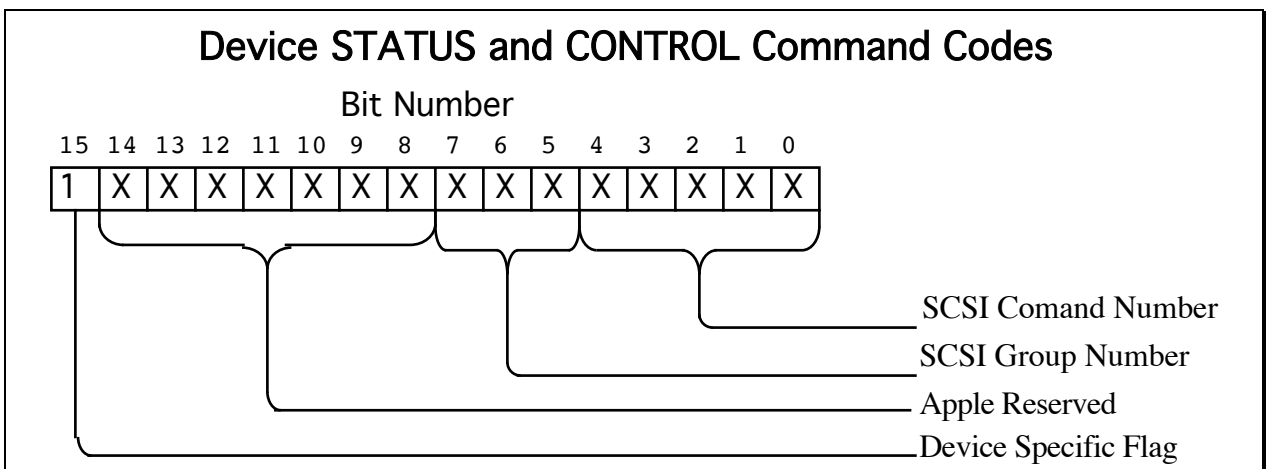 Device STATUS and CONTROL Command Codes
Bit Number
15 14 13 12 11 10 9 8 7 6 5 4 3 2 1 0
1 X X X X X X X X X X X X X X X
SCSI Comand Number
SCSI Group Number
Apple Reserved
Device Specific Flag